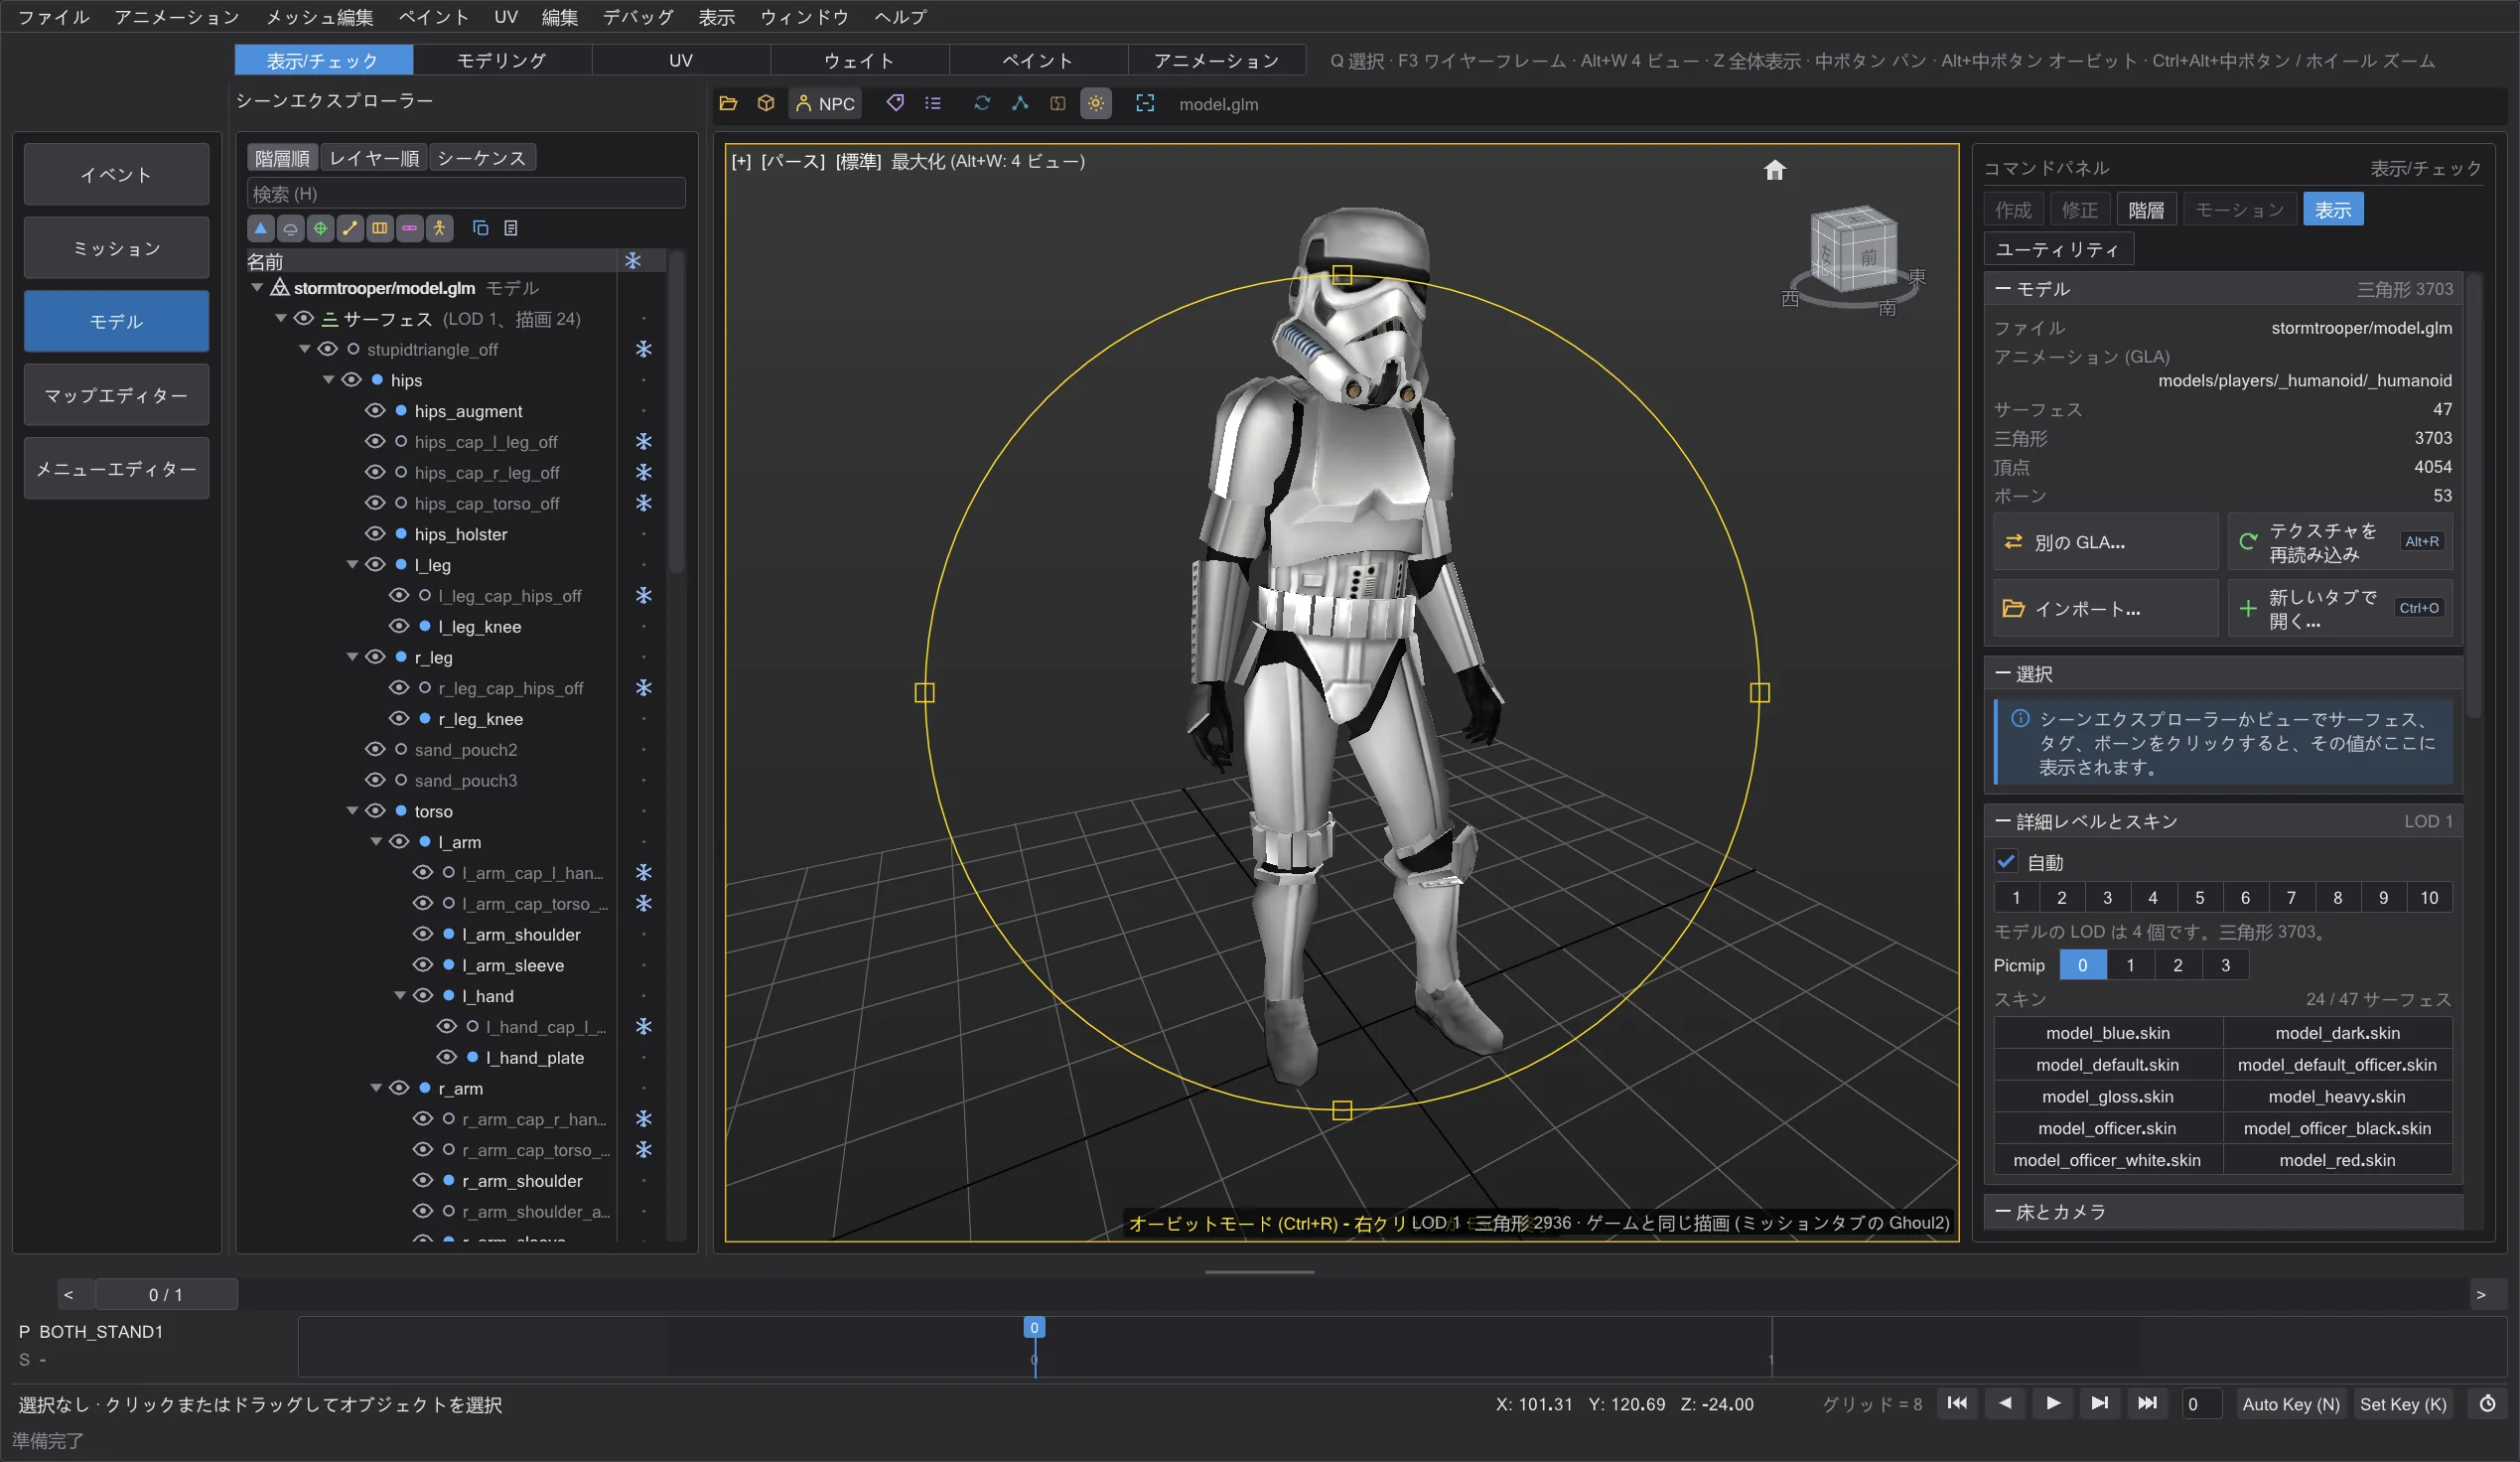 ファイル アニメーション メッシュ編集 ペイント UV 編集 デバッグ 表示 ウィンドウ ヘルプ
表示/チェック モデリング UV ウェイト ペイント アニメーション Q 選択 · F3 ワイヤーフレーム · Alt+W 4 ビュー · Z 全体表示 · 中ボタン パン · Alt+中ボタン オービット · Ctrl+Alt+中ボタン / ホイール ズーム
イベント
ミッション
モデル
マップエディター
メニューエディター
シーンエクスプローラー
階層順 レイヤー順 シーケンス
検索 (H)
名前
stormtrooper/model.glm モデル
サーフェス (LOD 1、描画 24)
stupidtriangle_off
hips
hips_augment
hips_cap_l_leg_off
hips_cap_r_leg_off
hips_cap_torso_off
hips_holster
l_leg
l_leg_cap_hips_off
l_leg_knee
r_leg
r_leg_cap_hips_off
r_leg_knee
sand_pouch2
sand_pouch3
torso
l_arm
l_arm_cap_l_han...
l_arm_cap_torso_...
l_arm_shoulder
l_arm_sleeve
l_hand
l_hand_cap_l_...
l_hand_plate
r_arm
r_arm_cap_r_han...
r_arm_cap_torso_...
r_arm_shoulder
r_arm_shoulder_a...
NPC model.glm
[+] [パース] [標準] 最大化 (Alt+W: 4 ビュー)
左 前
西 南 東
オービットモード (Ctrl+R) - 右クリ
LOD 1 · 三角形 2936 · ゲームと同じ描画 (ミッションタブの Ghoul2)
コマンドパネル 表示/チェック
作成 修正 階層 モーション 表示
ユーティリティ
モデル 三角形 3703
ファイル stormtrooper/model.glm
アニメーション (GLA)
models/players/_humanoid/_humanoid
サーフェス 47
三角形 3703
頂点 4054
ボーン 53
別の GLA...
テクスチャを
再読み込み Alt+R
インポート...
新しいタブで
開く... Ctrl+O
選択
シーンエクスプローラーかビューでサーフェス、
タグ、ボーンをクリックすると、その値がここに
表示されます。
詳細レベルとスキン LOD 1
自動
1 2 3 4 5 6 7 8 9 10
モデルの LOD は 4 個です。三角形 3703。
Picmip 0 1 2 3
スキン 24 / 47 サーフェス
model_blue.skin model_dark.skin
model_default.skin model_default_officer.skin
model_gloss.skin model_heavy.skin
model_officer.skin model_officer_black.skin
model_officer_white.skin model_red.skin
床とカメラ
< 0 / 1 >
P BOTH_STAND1
S -
0
0 1
選択なし · クリックまたはドラッグしてオブジェクトを選択
X: 101.31 Y: 120.69 Z: -24.00 グリッド = 8 0 Auto Key (N) Set Key (K)
準備完了